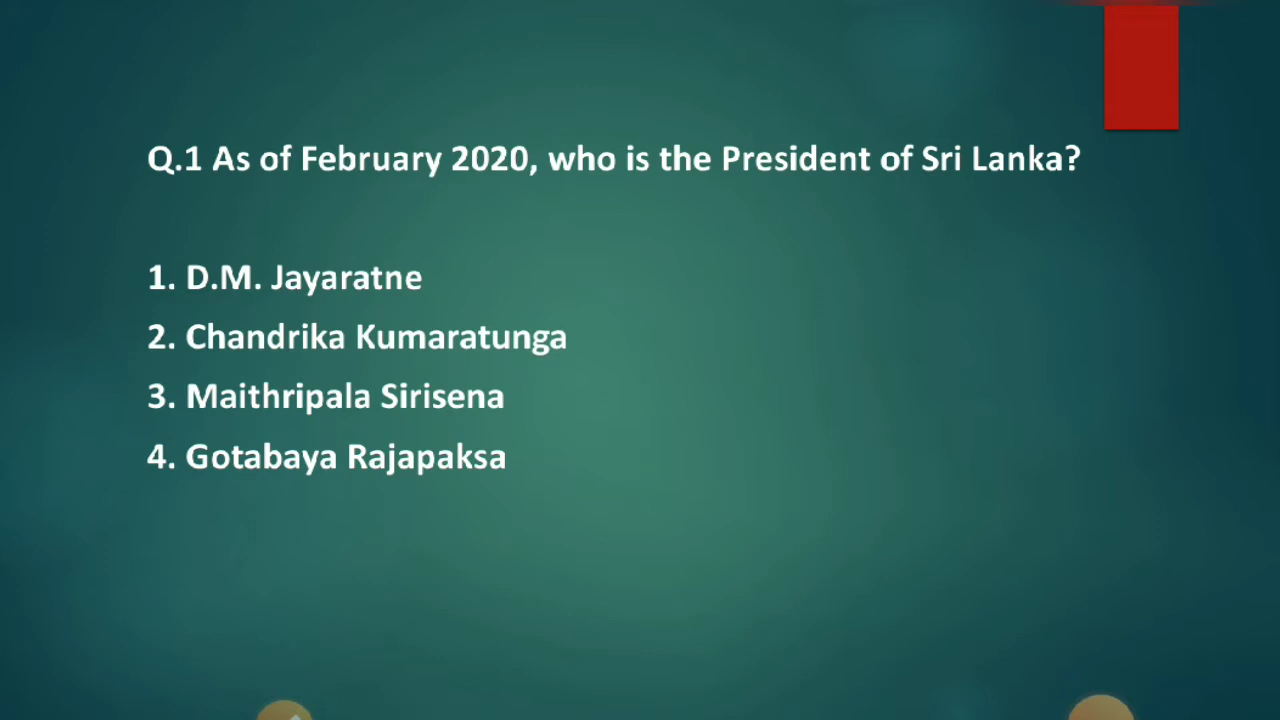 Q.1 As of February 2020, who is the President of Sri Lanka?
1. D.M. Jayaratne
2. Chandrika Kumaratunga
3. Maithripala Sirisena
4. Gotabaya Rajapaksa